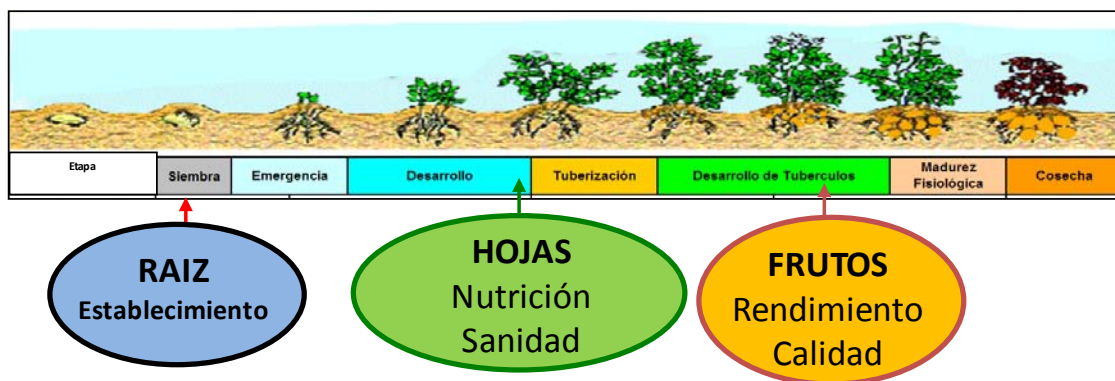 Etapa
Siembra
Emergencia
Desarrollo
Tuberización
Desarrollo de Tuberculos
Madurez
Fisiológica
Cosecha
RAIZ
Establecimiento
HOJAS
Nutrición
Sanidad
FRUTOS
Rendimiento
Calidad